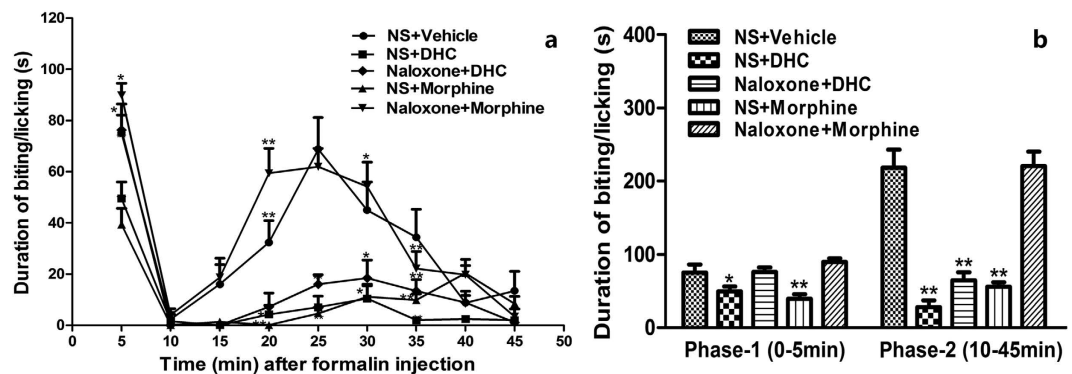 Duration of biting/licking (s)
120
100
80
60
40
20
0
a
NS+Vehicle
NS+DHC
Naloxone+DHC
NS+Morphine
Naloxone+Morphine
*
*
**
**
*
**
**
**
*
*
**
**
0 5 10 15 20 25 30 35 40 45 50
Time (min) after formalin injection
Duration of biting/licking (s)
400
300
200
100
0
b
NS+Vehicle
NS+DHC
Naloxone+DHC
NS+Morphine
Naloxone+Morphine
* ** ** ** **
Phase-1 (0-5min) Phase-2 (10-45min)